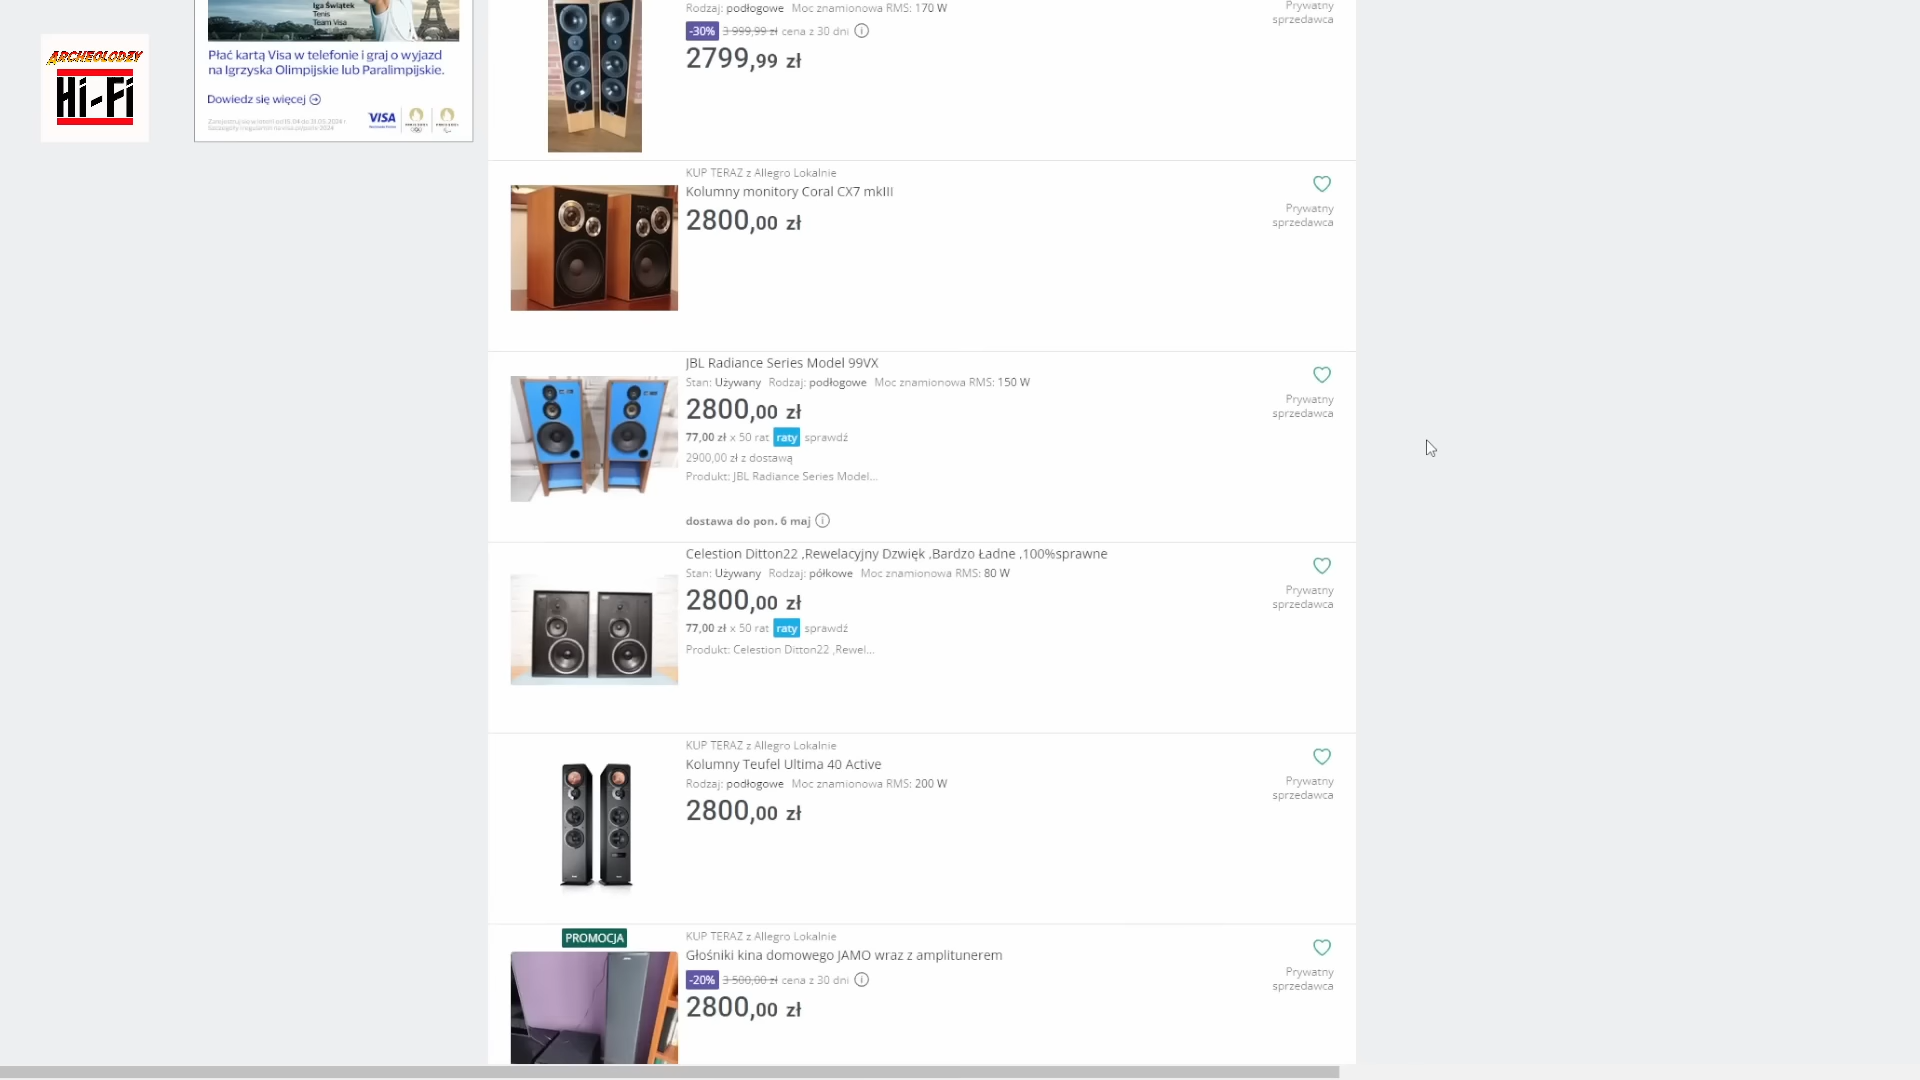 ARCHEOLODZY
Hi-Fi
Iga Świątek
Tenis
Team Visa
Płać kartą Visa w telefonie i graj o wyjazd
na Igrzyska Olimpijskie lub Paralimpijskie.
Dowiedz się więcej
VISA
Rodzaj: podłogowe Moc znamionowa RMS: 170 W
-30% 3 999,99 zł cena z 30 dni
2799,99 zł
Prywatny
sprzedawca
KUP TERAZ z Allegro Lokalnie
Kolumny monitory Coral CX7 mkIII
2800,00 zł
Prywatny
sprzedawca
JBL Radiance Series Model 99VX
Stan: Używany Rodzaj: podłogowe Moc znamionowa RMS: 150 W
2800,00 zł
77,00 zł x 50 rat raty sprawdź
2900,00 zł z dostawą
Produkt: JBL Radiance Series Model...
dostawa do pon. 6 maj
Prywatny
sprzedawca
Celestion Ditton22 ,Rewelacyjny Dzwięk ,Bardzo Ładne ,100%sprawne
Stan: Używany Rodzaj: półkowe Moc znamionowa RMS: 80 W
2800,00 zł
77,00 zł x 50 rat raty sprawdź
Produkt: Celestion Ditton22 ,Rewel...
Prywatny
sprzedawca
KUP TERAZ z Allegro Lokalnie
Kolumny Teufel Ultima 40 Active
Rodzaj: podłogowe Moc znamionowa RMS: 200 W
2800,00 zł
Prywatny
sprzedawca
PROMOCJA
KUP TERAZ z Allegro Lokalnie
Głośniki kina domowego JAMO wraz z amplitunerem
-20% 3 500,00 zł cena z 30 dni
2800,00 zł
Prywatny
sprzedawca